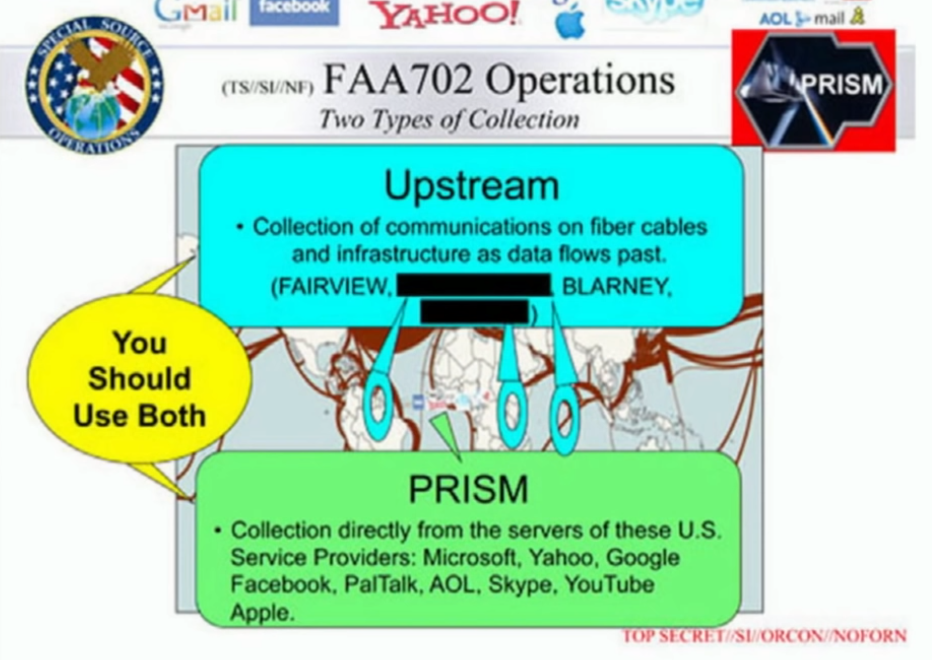 GMail facebook YAHOO! skype
AOL mail
SPECIAL SOURCE OPERATIONS
(TS//SI//NF) FAA702 Operations
Two Types of Collection
PRISM
Upstream
• Collection of communications on fiber cables
and infrastructure as data flows past.
(FAIRVIEW, , BLARNEY,
)
You
Should
Use Both
PRISM
• Collection directly from the servers of these U.S.
Service Providers: Microsoft, Yahoo, Google
Facebook, PalTalk, AOL, Skype, YouTube
Apple.
TOP SECRET//SI//ORCON//NOFORN